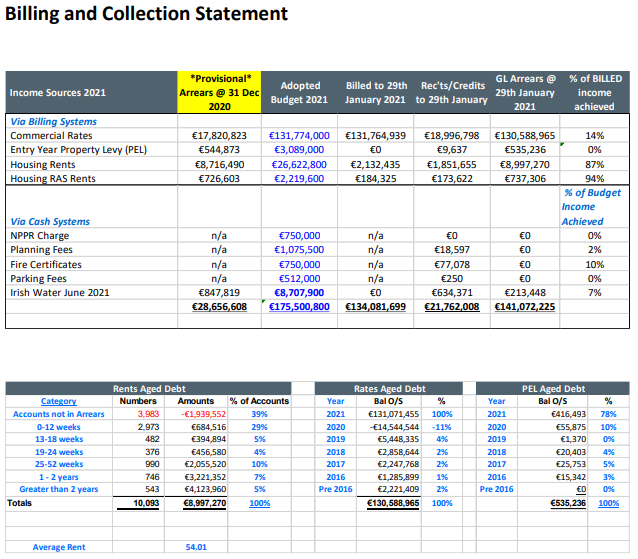 Billing and Collection Statement
Income Sources 2021 *Provisional* Arrears @ 31 Dec 2020 Adopted Budget 2021 Billed to 29th January 2021 Rec'ts/Credits to 29th January GL Arrears @ 29th January 2021 % of BILLED income achieved
Via Billing Systems
Commercial Rates €17,820,823 €131,774,000 €131,764,939 €18,996,798 €130,588,965 14%
Entry Year Property Levy (PEL) €544,873 €3,089,000 €0 €9,637 €535,236 0%
Housing Rents €8,716,490 €26,622,800 €2,132,435 €1,851,655 €8,997,270 87%
Housing RAS Rents €726,603 €2,219,600 €184,325 €173,622 €737,306 94%
Via Cash Systems % of Budget Income Achieved
NPPR Charge n/a €750,000 n/a €0 €0 0%
Planning Fees n/a €1,075,500 n/a €18,597 €0 2%
Fire Certificates n/a €750,000 n/a €77,078 €0 10%
Parking Fees n/a €512,000 n/a €250 €0 0%
Irish Water June 2021 €847,819 €8,707,900 €0 €634,371 €213,448 7%
€28,656,608 €175,500,800 €134,081,699 €21,762,008 €141,072,225
Rents Aged Debt Rates Aged Debt PEL Aged Debt
Category Numbers Amounts % of Accounts Year Bal O/S % Year Bal O/S %
Accounts not in Arrears 3,983 -€1,939,552 39% 2021 €131,071,455 100% 2021 €416,493 78%
0-12 weeks 2,973 €684,516 29% 2020 -€14,544,544 -11% 2020 €55,875 10%
13-18 weeks 482 €394,894 5% 2019 €5,448,335 4% 2019 €1,370 0%
19-24 weeks 376 €456,580 4% 2018 €2,858,644 2% 2018 €20,403 4%
25-52 weeks 990 €2,055,520 10% 2017 €2,247,768 2% 2017 €25,753 5%
1 - 2 years 746 €3,221,352 7% 2016 €1,285,899 1% 2016 €15,342 3%
Greater than 2 years 543 €4,123,960 5% Pre 2016 €2,221,409 2% Pre 2016 €0 0%
Totals 10,093 €8,997,270 100% €130,588,965 100% €535,236 100%
Average Rent 54.01